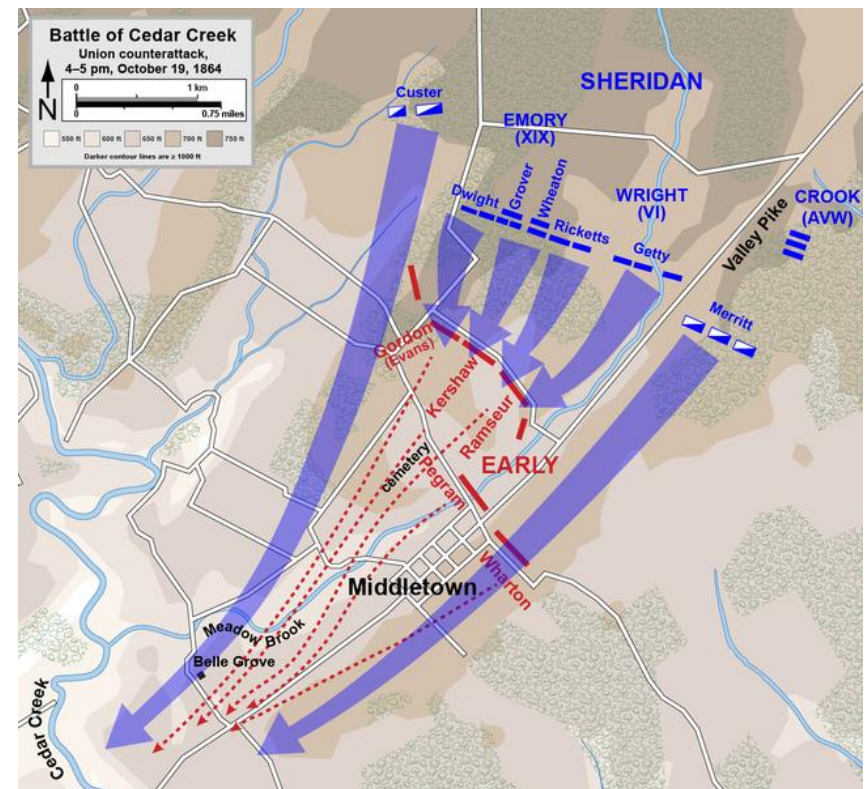 Battle of Cedar Creek
Union counterattack,
4–5 pm, October 19, 1864
N
0 1 km
0 0.75 miles
550 ft 600 ft 650 ft 700 ft 750 ft
Darker contour lines are ≥ 1000 ft
Custer
SHERIDAN
EMORY
(XIX)
Dwight
Grover
Wheaton
Ricketts
WRIGHT
(VI)
Getty
Valley Pike
CROOK
(AVW)
Merritt
Gordon
(Evans)
Kershaw
Ramseur
EARLY
cemetery
Pegram
Wharton
Middletown
Meadow Brook
Belle Grove
Cedar Creek